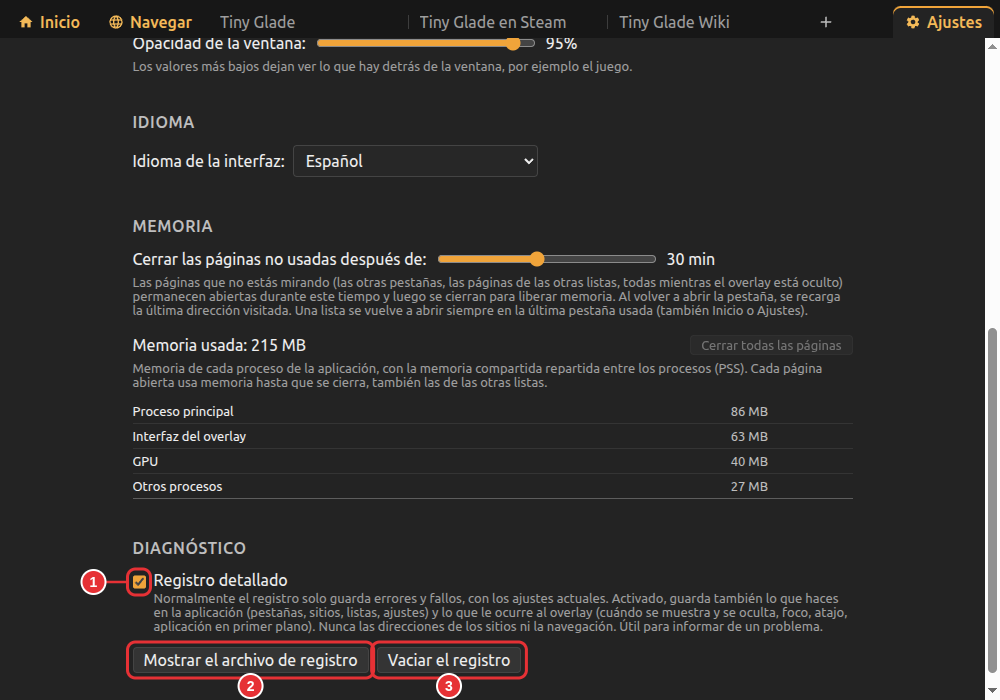 Inicio
Navegar
Tiny Glade
Tiny Glade en Steam
Tiny Glade Wiki
+
Ajustes
Opacidad de la ventana: 95%
Los valores más bajos dejan ver lo que hay detrás de la ventana, por ejemplo el juego.
IDIOMA
Idioma de la interfaz: Español
MEMORIA
Cerrar las páginas no usadas después de: 30 min
Las páginas que no estás mirando (las otras pestañas, las páginas de las otras listas, todas mientras el overlay está oculto)
permanecen abiertas durante este tiempo y luego se cierran para liberar memoria. Al volver a abrir la pestaña, se recarga
la última dirección visitada. Una lista se vuelve a abrir siempre en la última pestaña usada (también Inicio o Ajustes).
Memoria usada: 215 MB
Cerrar todas las páginas
Memoria de cada proceso de la aplicación, con la memoria compartida repartida entre los procesos (PSS). Cada página
abierta usa memoria hasta que se cierra, también las de las otras listas.
Proceso principal 86 MB
Interfaz del overlay 63 MB
GPU 40 MB
Otros procesos 27 MB
DIAGNÓSTICO
1
Registro detallado
Normalmente el registro solo guarda errores y fallos, con los ajustes actuales. Activado, guarda también lo que haces
en la aplicación (pestañas, sitios, listas, ajustes) y lo que le ocurre al overlay (cuándo se muestra y se oculta, foco, atajo,
aplicación en primer plano). Nunca las direcciones de los sitios ni la navegación. Útil para informar de un problema.
Mostrar el archivo de registro
Vaciar el registro
2
3